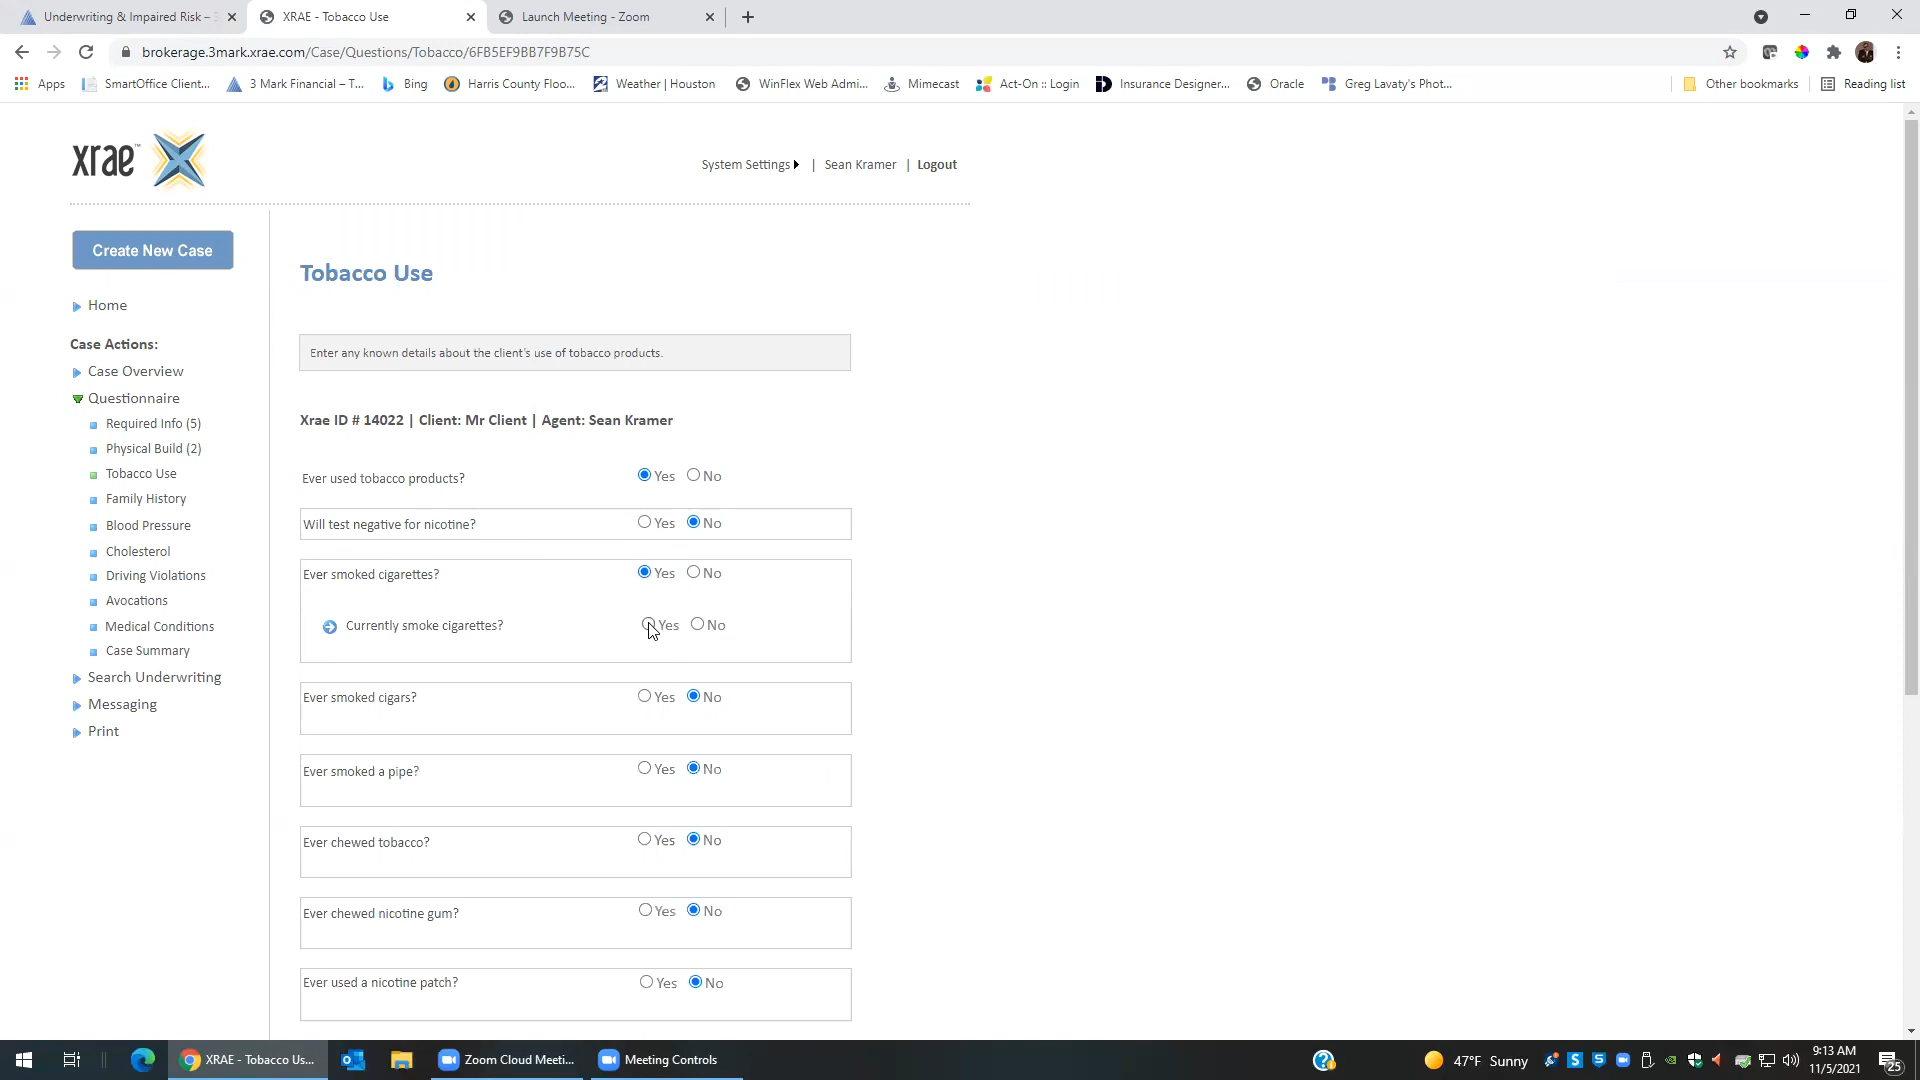 Underwriting & Impaired Risk –
XRAE - Tobacco Use
Launch Meeting - Zoom
brokerage.3mark.xrae.com/Case/Questions/Tobacco/6FB5EF9BB7F9B75C
Apps
SmartOffice Client...
3 Mark Financial – T...
Bing
Harris County Floo...
Weather | Houston
WinFlex Web Admi...
Mimecast
Act-On :: Login
Insurance Designer...
Oracle
Greg Lavaty's Phot...
Other bookmarks
Reading list
xrae™
System Settings | Sean Kramer | Logout
Create New Case
Home
Case Actions:
Case Overview
Questionnaire
Required Info (5)
Physical Build (2)
Tobacco Use
Family History
Blood Pressure
Cholesterol
Driving Violations
Avocations
Medical Conditions
Case Summary
Search Underwriting
Messaging
Print
Tobacco Use
Enter any known details about the client's use of tobacco products.
Xrae ID # 14022 | Client: Mr Client | Agent: Sean Kramer
Ever used tobacco products? Yes No
Will test negative for nicotine? Yes No
Ever smoked cigarettes? Yes No
Currently smoke cigarettes? Yes No
Ever smoked cigars? Yes No
Ever smoked a pipe? Yes No
Ever chewed tobacco? Yes No
Ever chewed nicotine gum? Yes No
Ever used a nicotine patch? Yes No
XRAE - Tobacco Us...
Zoom Cloud Meeti...
Meeting Controls
47°F Sunny
9:13 AM
11/5/2021
25